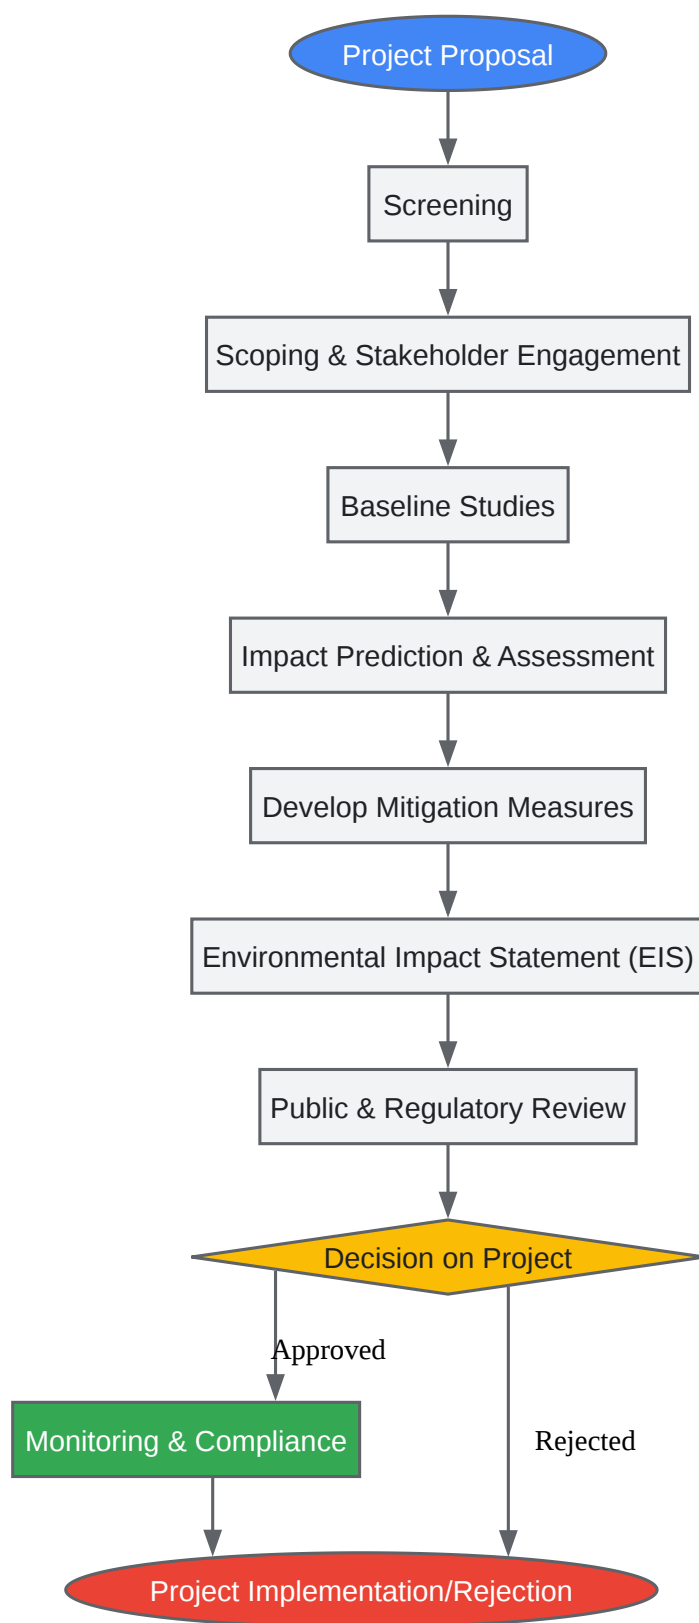 Project Proposal
Screening
Scoping & Stakeholder Engagement
Baseline Studies
Impact Prediction & Assessment
Develop Mitigation Measures
Environmental Impact Statement (EIS)
Public & Regulatory Review
Decision on Project
Approved
Rejected
Monitoring & Compliance
Project Implementation/Rejection